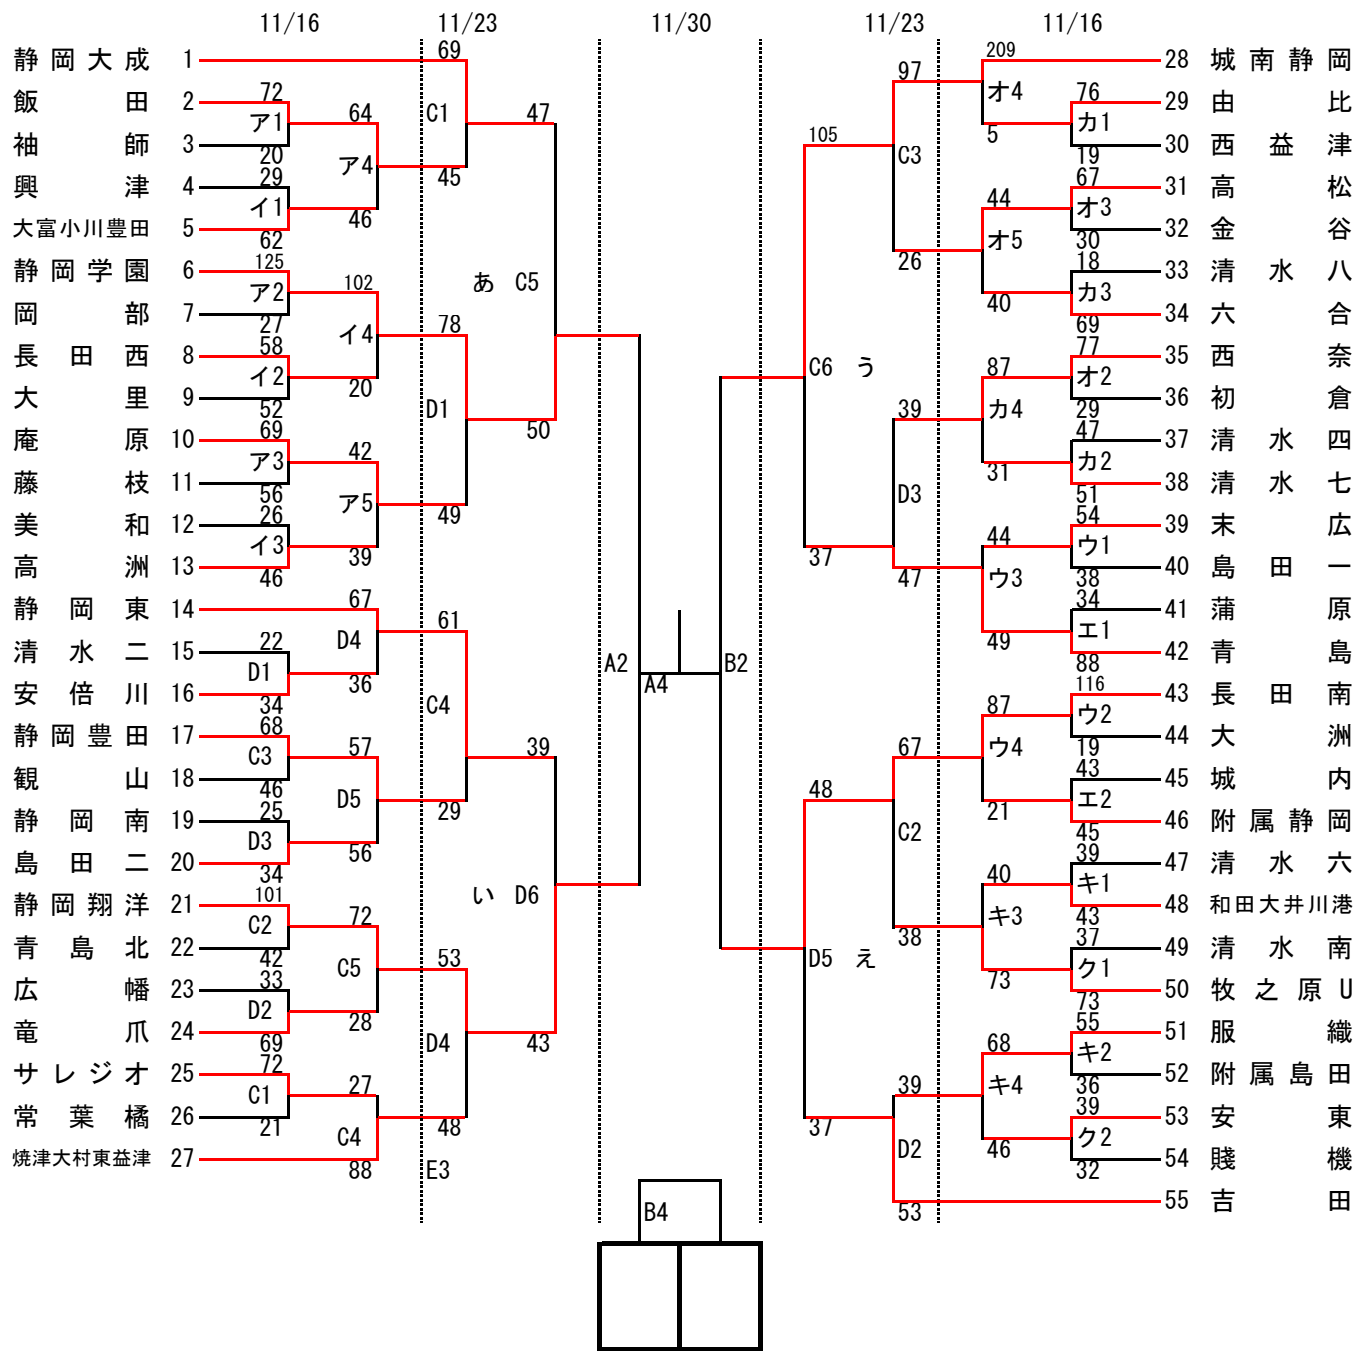 11/16 11/23 11/30 11/23 11/16
静岡大成 1 69 209 28 城南静岡
飯田 2 72 64 C1 47 97 オ4 76 29 由比
ア1 カ1
袖師 3 20 ア4 105 C3 5 19 30 西益津
興津 4 29 45 67 31 高松
イ1 46 44 オ3
大富小川豊田 5 62 オ5 30 32 金谷
静岡学園 6 125 102 あ C5 26 18 33 清水八
ア2 カ3
岡部 7 27 イ4 78 40 69 34 六合
長田西 8 58 C6 う 87 77 35 西奈
イ2 20 オ2
大里 9 52 D1 39 カ4 29 36 初倉
庵原 10 69 42 50 47 37 清水四
ア3 カ2
藤枝 11 56 ア5 31 51 38 清水七
美和 12 26 49 D3 44 54 39 末広
イ3 39 37 ウ1
高洲 13 46 47 ウ3 38 40 島田一
静岡東 14 67 61 34 41 蒲原
D4 エ1
清水二 15 22 A2 B2 49 88 42 青島
D1 36 A4
安倍川 16 34 C4 87 116 43 長田南
ウ2
静岡豊田 17 68 57 39 67 ウ4 19 44 大洲
C3
観山 18 46 D5 48 43 45 城内
エ2
静岡南 19 25 29 C2 21 45 46 附属静岡
D3 56
島田二 20 34 40 39 47 清水六
キ1
静岡翔洋 21 101 72 い D6 キ3 43 48 和田大井川港
C2
青島北 22 42 C5 53 38 37 49 清水南
D5 え ク1
広幡 23 33 73 73 50 牧之原U
D2 28
竜爪 24 69 D4 43 68 55 51 服織
キ2
サレジオ 25 72 27 39 キ4 36 52 附属島田
C1
常葉橘 26 21 C4 48 37 39 53 安東
D2 46 ク2
焼津大村東益津 27 88 E3 32 54 賤機
B4 53 55 吉田